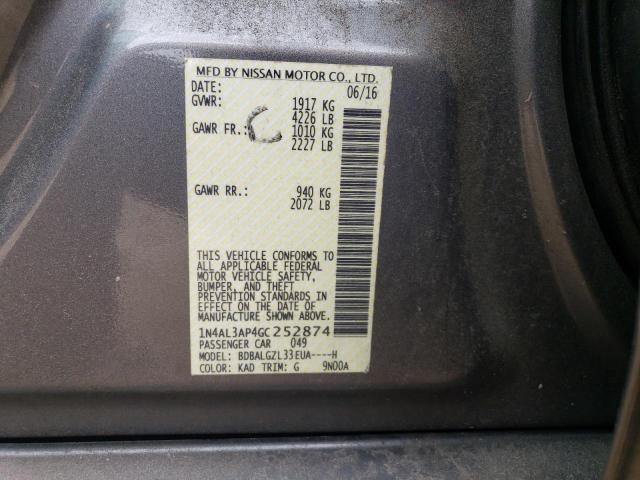 MFD BY NISSAN MOTOR CO., LTD.
DATE: 06/16
GVWR: 1917 KG
4226 LB
GAWR FR.: C 1010 KG
2227 LB
GAWR RR.: 940 KG
2072 LB
THIS VEHICLE CONFORMS TO
ALL APPLICABLE FEDERAL
MOTOR VEHICLE SAFETY,
BUMPER, AND THEFT
PREVENTION STANDARDS IN
EFFECT ON THE DATE OF
MANUFACTURE SHOWN ABOVE.
1N4AL3AP4GC252874
PASSENGER CAR 049
MODEL: BDBALGZL33EUA----H
COLOR: KAD TRIM: G 9N00A